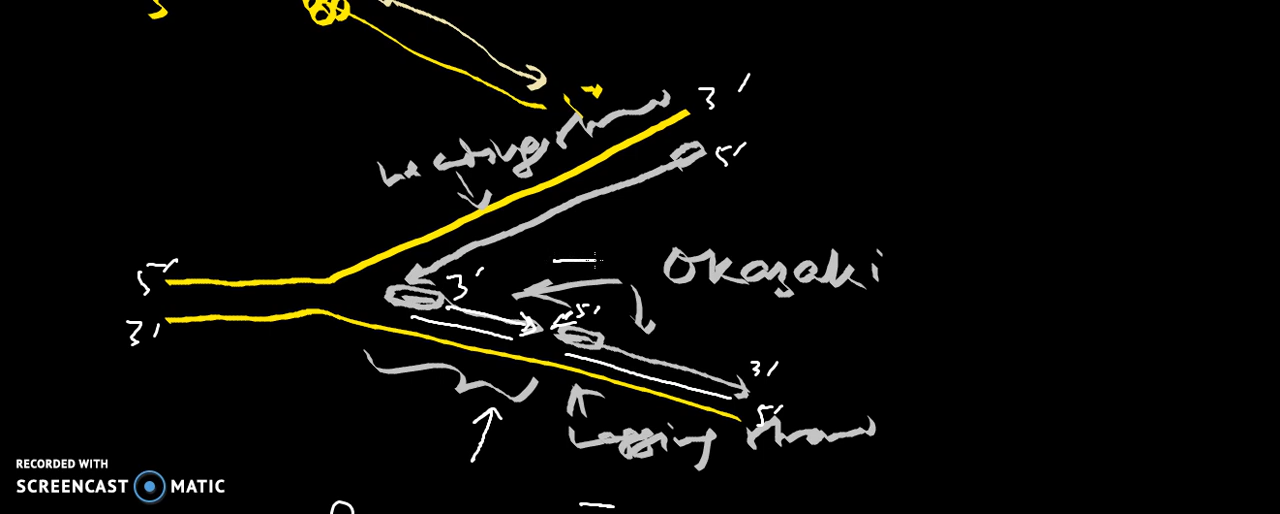 Leading strand
3'
5'
5'
3'
3'
5'
Okazaki
3'
5'
Lagging strand
RECORDED WITH
SCREENCAST MATIC